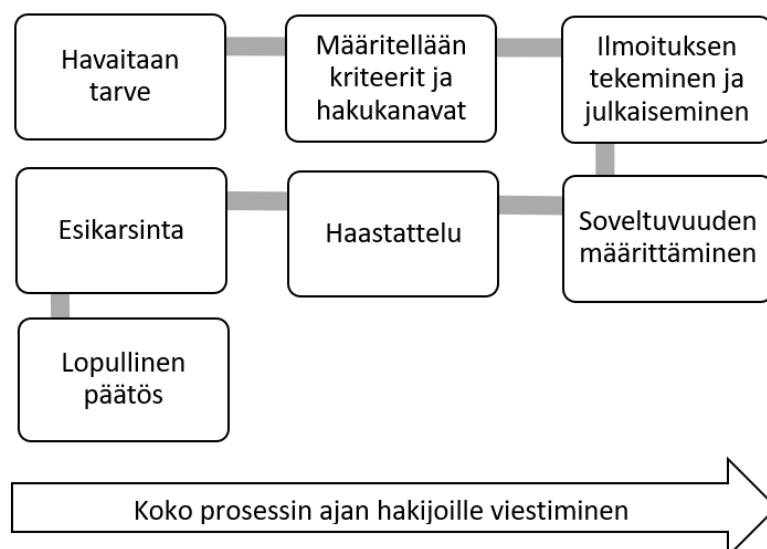 Havaitaan
tarve
Määritellään
kriteerit ja
hakukanavat
Ilmoituksen
tekeminen ja
julkaiseminen
Esikarsinta
Haastattelu
Soveltuvuuden
määrittäminen
Lopullinen
päätös
Koko prosessin ajan hakijoille viestiminen